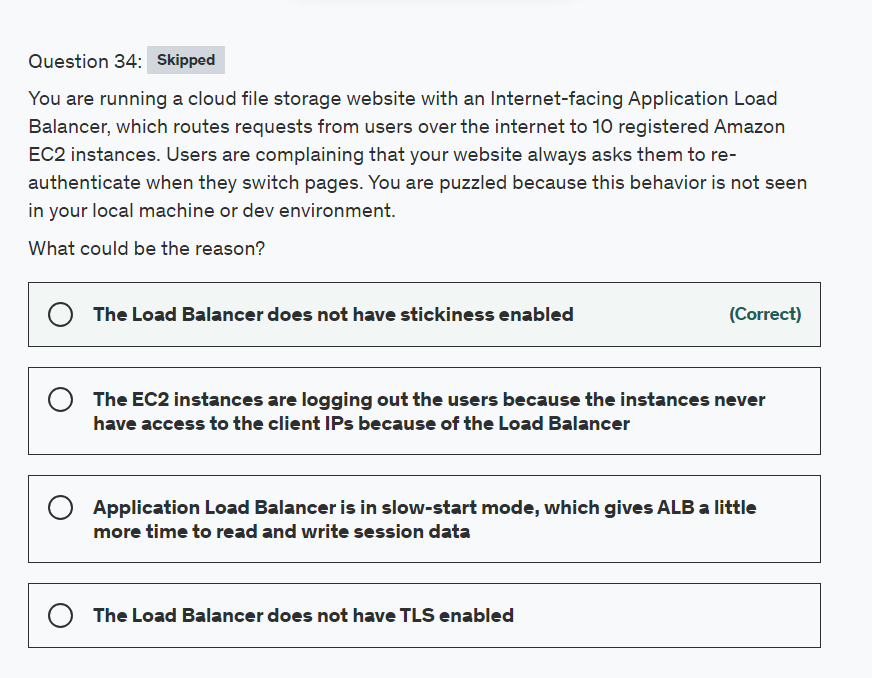 Question 34: Skipped
You are running a cloud file storage website with an Internet-facing Application Load
Balancer, which routes requests from users over the internet to 10 registered Amazon
EC2 instances. Users are complaining that your website always asks them to re-
authenticate when they switch pages. You are puzzled because this behavior is not seen
in your local machine or dev environment.
What could be the reason?
The Load Balancer does not have stickiness enabled (Correct)
The EC2 instances are logging out the users because the instances never
have access to the client IPs because of the Load Balancer
Application Load Balancer is in slow-start mode, which gives ALB a little
more time to read and write session data
The Load Balancer does not have TLS enabled